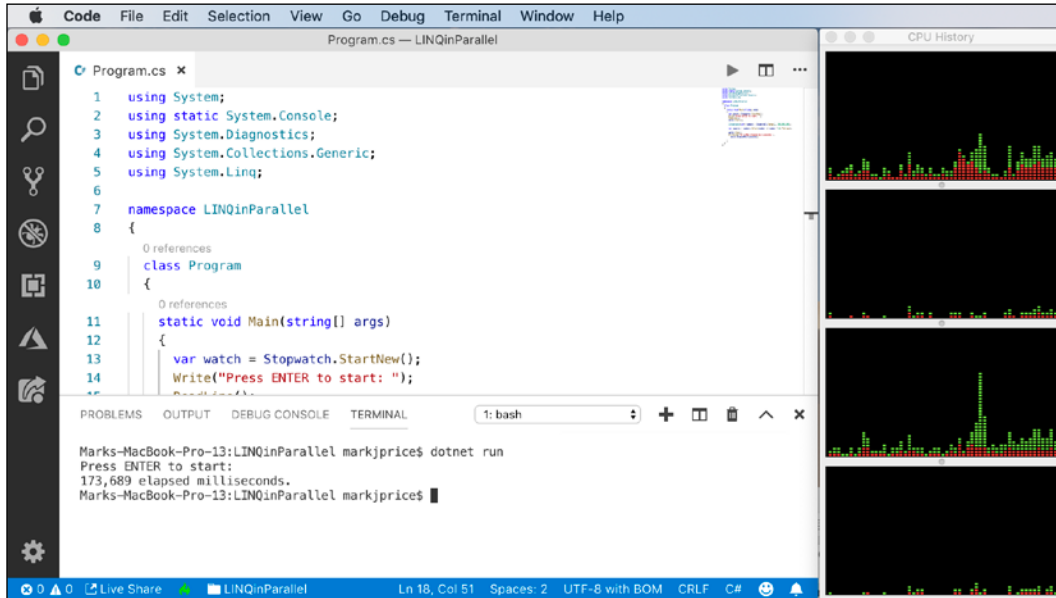 Code File Edit Selection View Go Debug Terminal Window Help
Program.cs — LINQinParallel
CPU History
C# Program.cs ×
1 using System;
2 using static System.Console;
3 using System.Diagnostics;
4 using System.Collections.Generic;
5 using System.Linq;
6
7 namespace LINQinParallel
8 {
0 references
9 class Program
10 {
0 references
11 static void Main(string[] args)
12 {
13 var watch = Stopwatch.StartNew();
14 Write("Press ENTER to start: ");
PROBLEMS OUTPUT DEBUG CONSOLE TERMINAL 1: bash
Marks-MacBook-Pro-13:LINQinParallel markjprice$ dotnet run
Press ENTER to start:
173,689 elapsed milliseconds.
Marks-MacBook-Pro-13:LINQinParallel markjprice$
0 0 Live Share LINQinParallel Ln 18, Col 51 Spaces: 2 UTF-8 with BOM CRLF C#